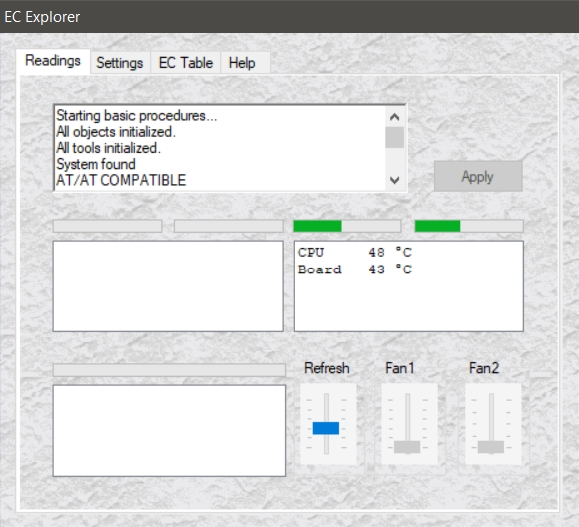 EC Explorer
Readings Settings EC Table Help
Starting basic procedures...
All objects initialized.
All tools initialized.
System found
AT/AT COMPATIBLE
Apply
CPU 48 °C
Board 43 °C
Refresh Fan1 Fan2